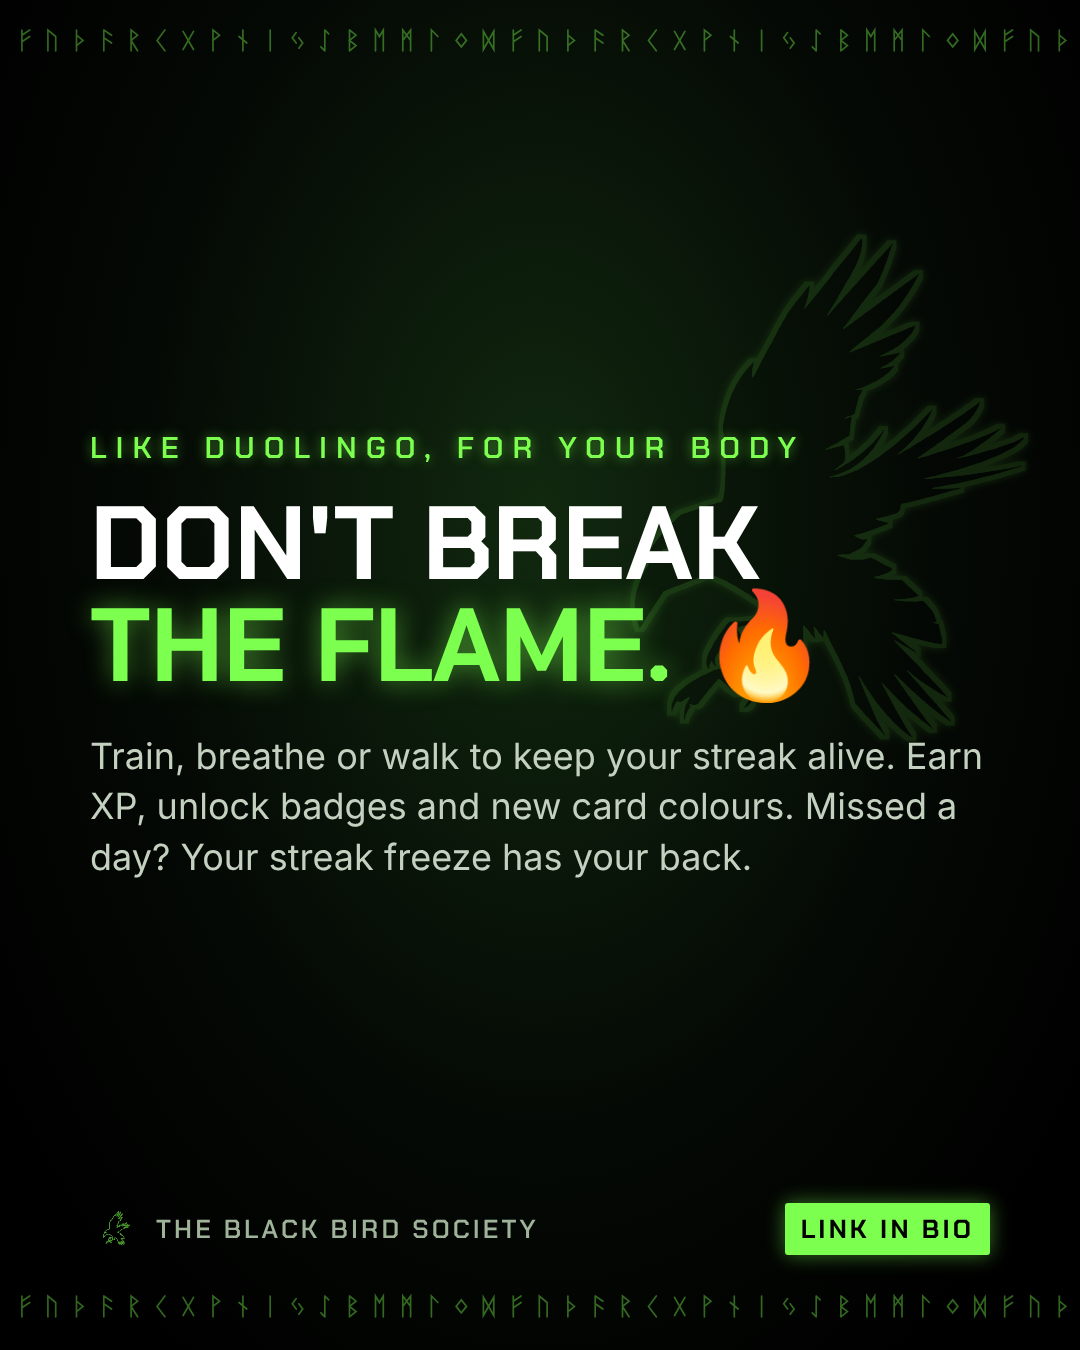 ᚠᚢᚦᚨᚱᚲᚷᚹᚾᛁᛃᛇᛒᛖᛗᛚᛜᛞᚠᚢᚦᚨᚱᚲᚷᚹᚾᛁᛃᛇᛒᛖᛗᛚᛜᛞᚠᚢᚦ
LIKE DUOLINGO, FOR YOUR BODY
DON'T BREAK
THE FLAME. 🔥
Train, breathe or walk to keep your streak alive. Earn
XP, unlock badges and new card colours. Missed a
day? Your streak freeze has your back.
THE BLACK BIRD SOCIETY
LINK IN BIO
ᚠᚢᚦᚨᚱᚲᚷᚹᚾᛁᛃᛇᛒᛖᛗᛚᛜᛞᚠᚢᚦᚨᚱᚲᚷᚹᚾᛁᛃᛇᛒᛖᛗᛚᛜᛞᚠᚢᚦ